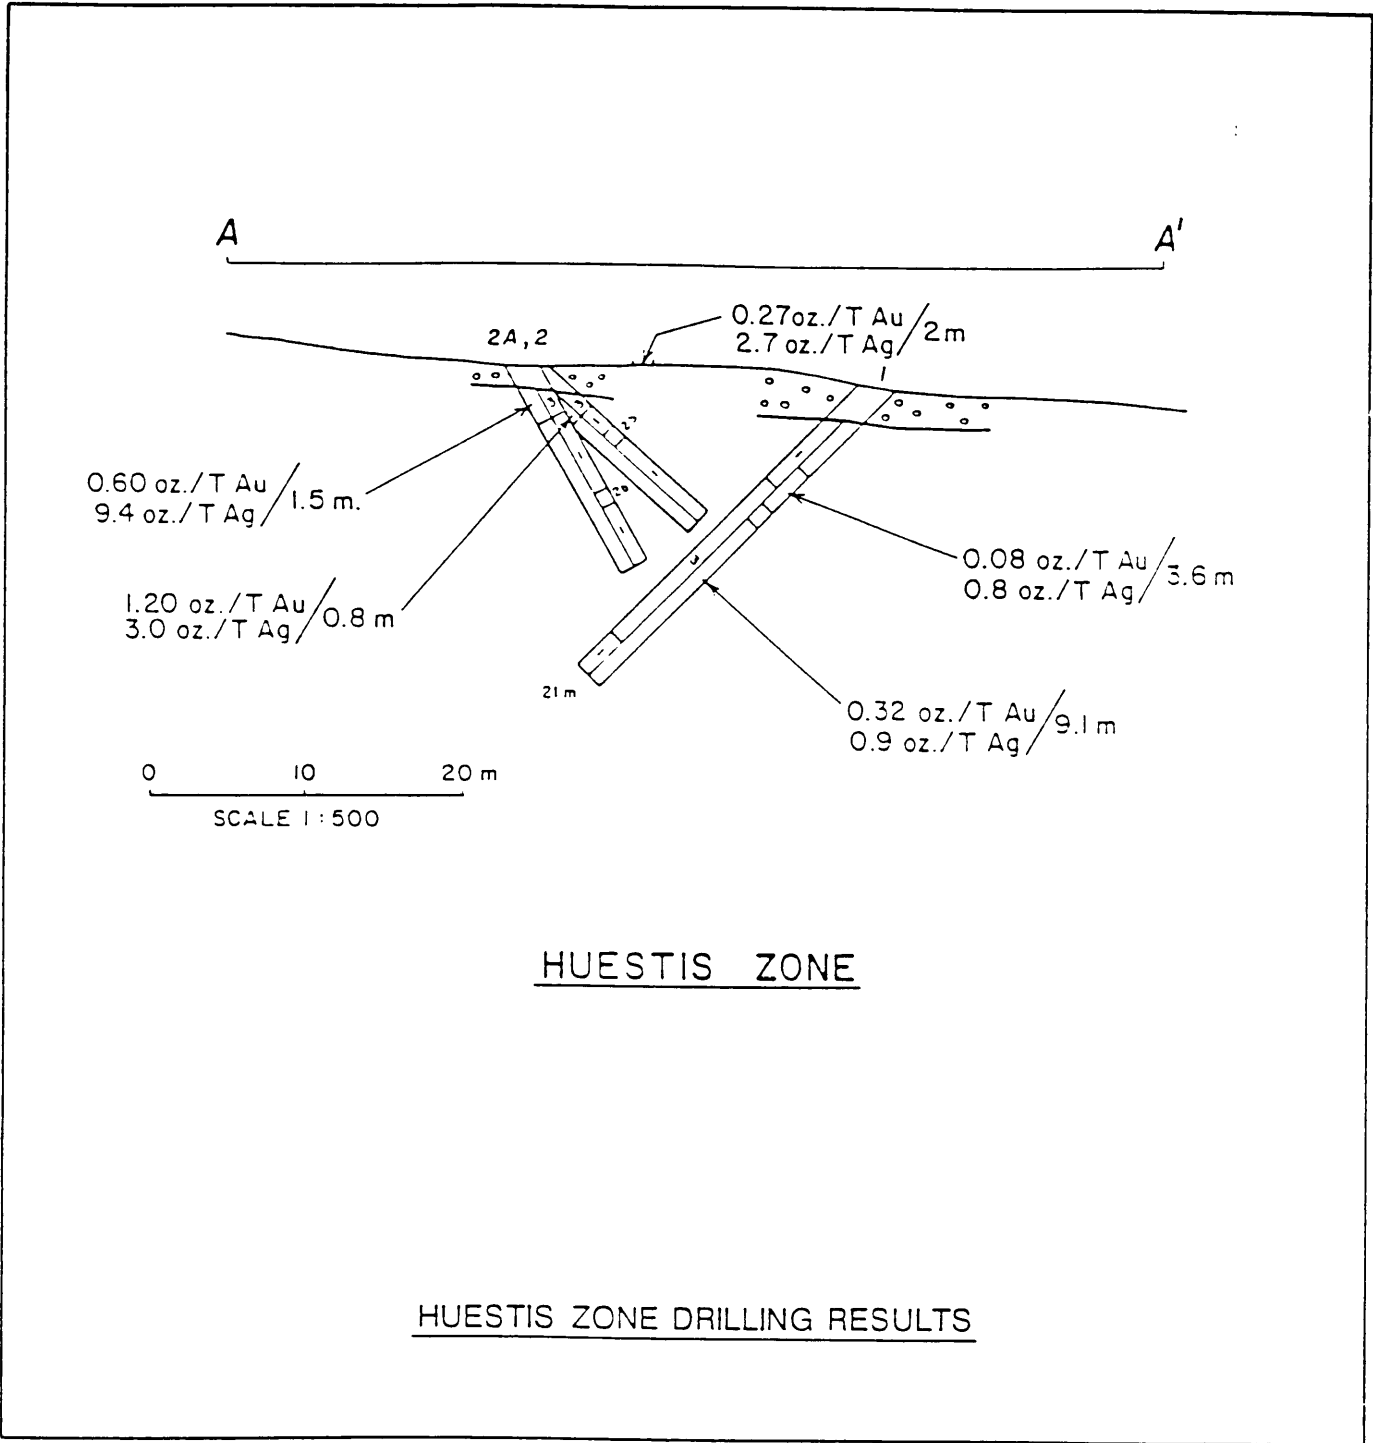 A
A'
2A, 2
0.27oz./T Au
2.7 oz./T Ag
/2m
1
3
3
0.60 oz./T Au
9.4 oz./T Ag
/1.5 m.
0.08 oz./T Au
0.8 oz./T Ag
/3.6 m
3
1.20 oz./T Au
3.0 oz./T Ag
/0.8 m
21 m
0.32 oz./T Au
0.9 oz./T Ag
/9.1 m
0 10 20 m
SCALE 1:500
HUESTIS ZONE
HUESTIS ZONE DRILLING RESULTS